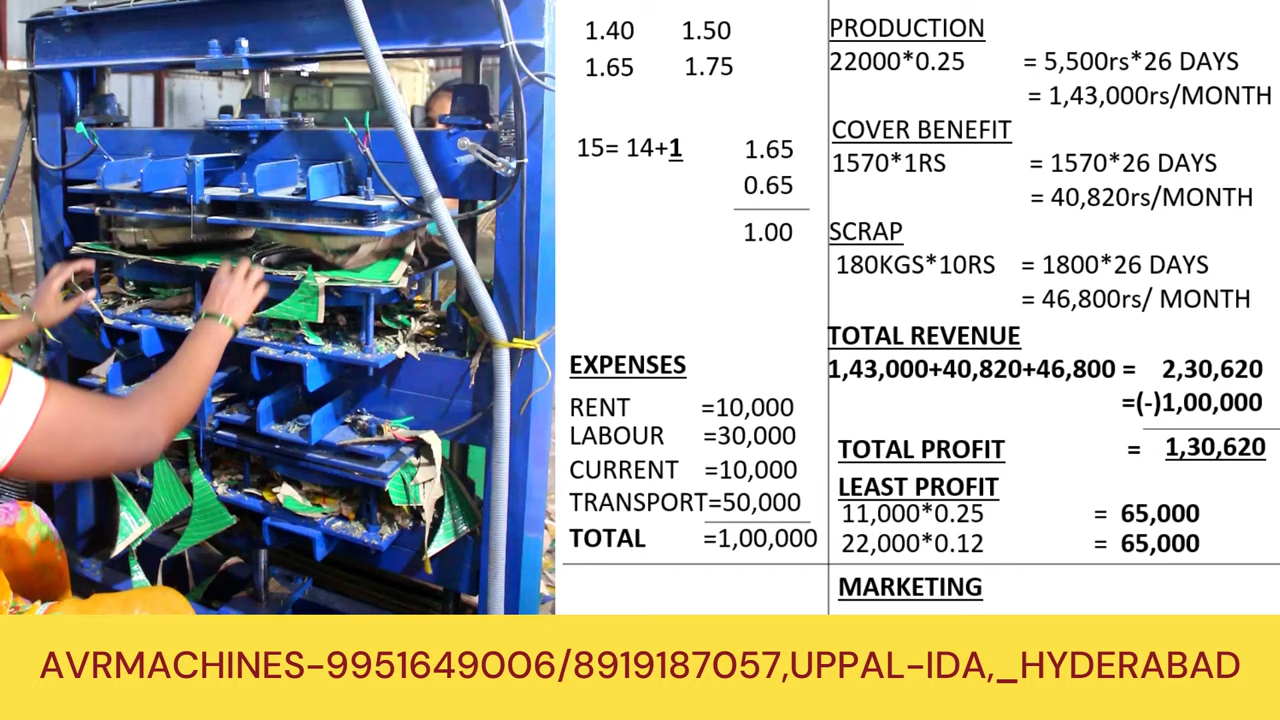 1.40 1.50
1.65 1.75
15= 14+1 1.65
0.65
1.00
EXPENSES
RENT =10,000
LABOUR =30,000
CURRENT =10,000
TRANSPORT=50,000
TOTAL =1,00,000
PRODUCTION
22000*0.25 = 5,500rs*26 DAYS
= 1,43,000rs/MONTH
COVER BENEFIT
1570*1RS = 1570*26 DAYS
= 40,820rs/MONTH
SCRAP
180KGS*10RS = 1800*26 DAYS
= 46,800rs/ MONTH
TOTAL REVENUE
1,43,000+40,820+46,800 = 2,30,620
=(-)1,00,000
TOTAL PROFIT = 1,30,620
LEAST PROFIT
11,000*0.25 = 65,000
22,000*0.12 = 65,000
MARKETING
AVRMACHINES-9951649006/8919187057,UPPAL-IDA,_HYDERABAD